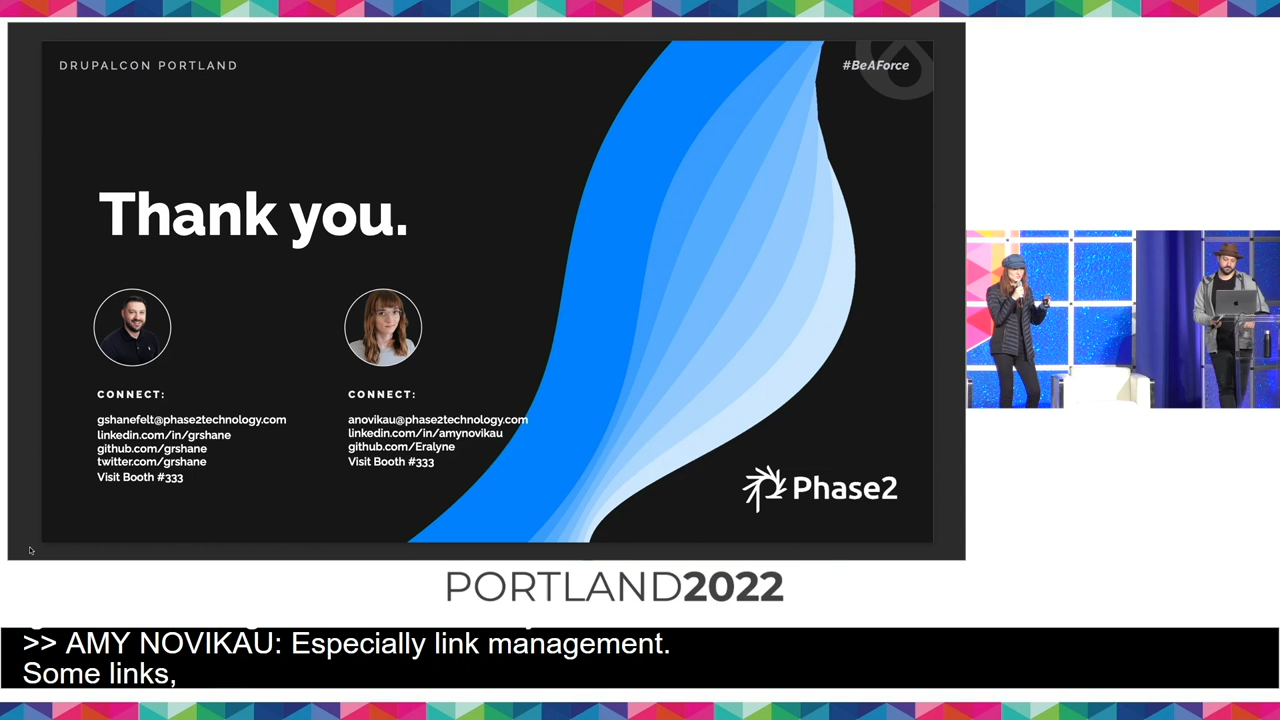 DRUPALCON PORTLAND
#BeAForce
Thank you.
CONNECT:
gshanefelt@phase2technology.com
linkedin.com/in/grshane
github.com/grshane
twitter.com/grshane
Visit Booth #333
CONNECT:
anovikau@phase2technology.com
linkedin.com/in/amynovikau
github.com/Eralyne
Visit Booth #333
Phase2
PORTLAND2022
>> AMY NOVIKAU: Especially link management.
Some links,